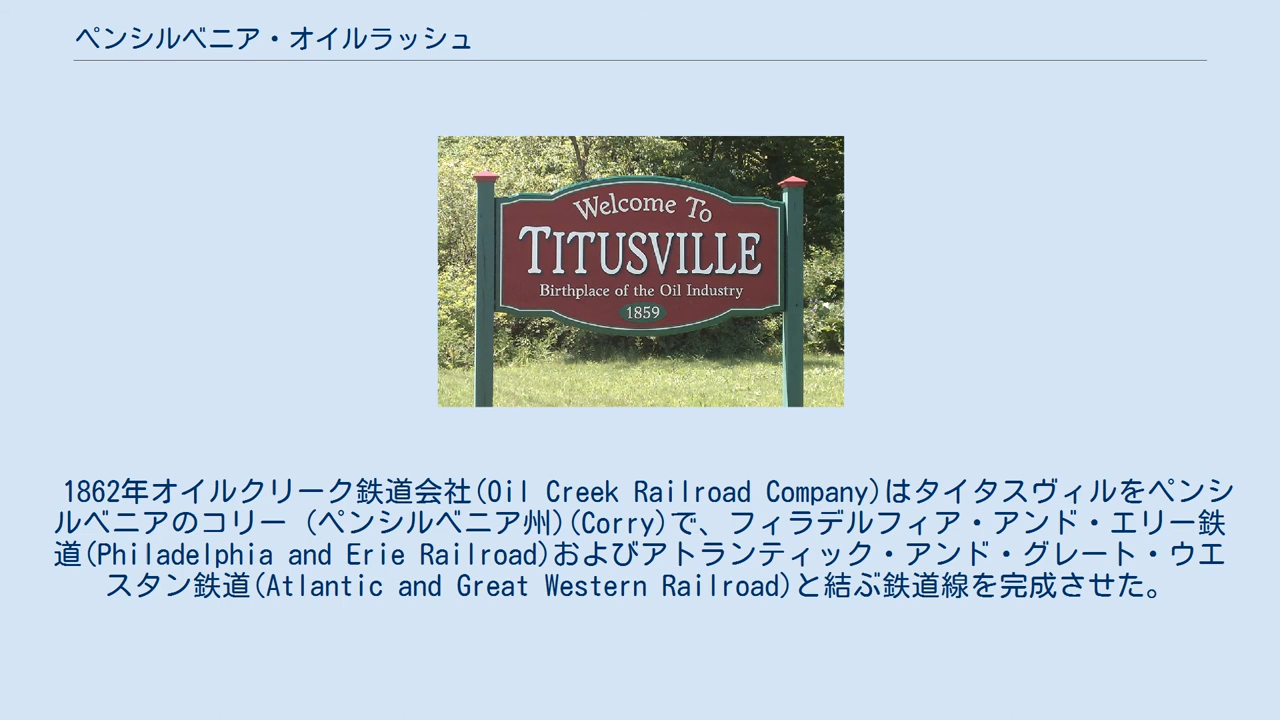 ペンシルベニア・オイルラッシュ
Welcome To
TITUSVILLE
Birthplace of the Oil Industry
1859
1862年オイルクリーク鉄道会社(Oil Creek Railroad Company)はタイタスヴィルをペンシ
ルベニアのコリー (ペンシルベニア州)(Corry)で、フィラデルフィア・アンド・エリー鉄
道(Philadelphia and Erie Railroad)およびアトランティック・アンド・グレート・ウエ
スタン鉄道(Atlantic and Great Western Railroad)と結ぶ鉄道線を完成させた。